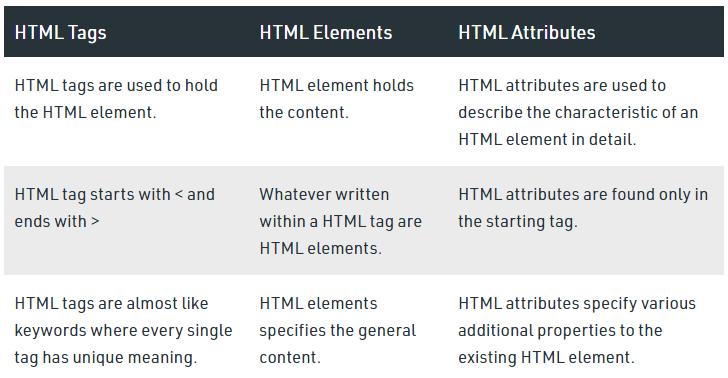 HTML Tags HTML Elements HTML Attributes
HTML tags are used to hold
the HTML element.
HTML element holds
the content.
HTML attributes are used to
describe the characteristic of an
HTML element in detail.
HTML tag starts with < and
ends with >
Whatever written
within a HTML tag are
HTML elements.
HTML attributes are found only in
the starting tag.
HTML tags are almost like
keywords where every single
tag has unique meaning.
HTML elements
specifies the general
content.
HTML attributes specify various
additional properties to the
existing HTML element.